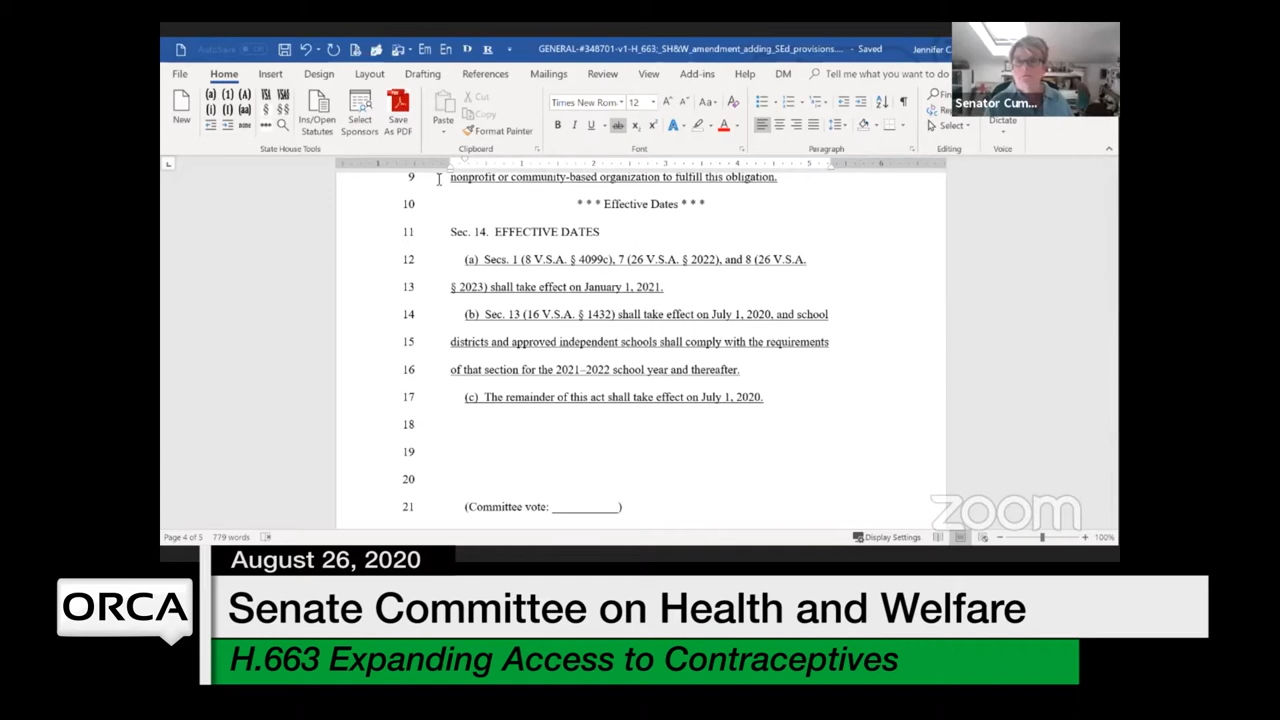 AutoSave
Em En D R
GENERAL-#348701-v1-H_663;_SH&W_amendment_adding_SEd_provisions.... - Saved
Jennifer C
File Home Insert Design Draw Layout References Mailings Review View Add-ins Help DM Tell me what you want to do
New
Ins/Open Statutes
Select Sponsors
Save As PDF
Paste
Cut
Copy
Format Painter
Times New Rom 12
Select
Dictate
State House Tools Clipboard Font Paragraph Editing Voice
Senator Cum...
9 nonprofit or community-based organization to fulfill this obligation.
10 * * * Effective Dates * * *
11 Sec. 14. EFFECTIVE DATES
12 (a) Secs. 1 (8 V.S.A. § 4099c), 7 (26 V.S.A. § 2022), and 8 (26 V.S.A.
13 § 2023) shall take effect on January 1, 2021.
14 (b) Sec. 13 (16 V.S.A. § 1432) shall take effect on July 1, 2020, and school
15 districts and approved independent schools shall comply with the requirements
16 of that section for the 2021–2022 school year and thereafter.
17 (c) The remainder of this act shall take effect on July 1, 2020.
18
19
20
21 (Committee vote: __________)
zoom
Page 4 of 5 779 words
Display Settings
100%
August 26, 2020
ORCA
Senate Committee on Health and Welfare
H.663 Expanding Access to Contraceptives